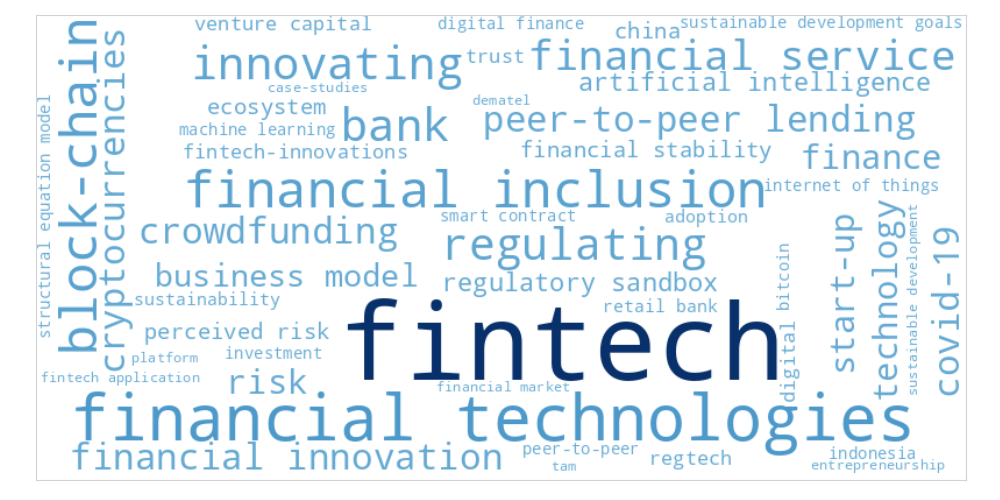 venture capital
digital finance
china
sustainable development goals
innovating
trust
financial service
case-studies
artificial intelligence
ecosystem
dematel
machine learning
bank
peer-to-peer lending
fintech-innovations
financial stability
finance
financial inclusion
internet of things
smart contract
adoption
crowdfunding
regulating
business model
regulatory sandbox
sustainability
retail bank
fintech
perceived risk
platform
investment
fintech application
risk
financial market
financial technologies
financial innovation
peer-to-peer
tam
regtech
indonesia
entrepreneurship
structural equation model
block-chain
cryptocurrencies
digital
bitcoin
start-up
technology
sustainable development
covid-19